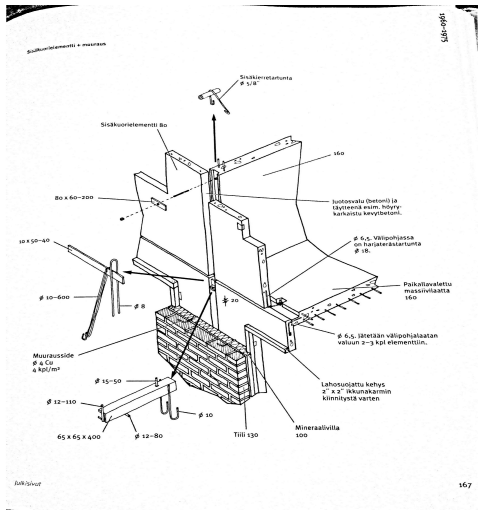 1960-1975
Sisäkuorielementti + muuraus
Sisäkierretartunta
ø 5/8"
Sisäkuorielementti 80
160
80 x 60-200
Juotosvalu (betoni) ja
täytteenä esim. höyry-
karkaistu kevytbetoni.
10 x 50-40
ø 6,5. Välipohjassa
on harjaterästartunta
ø 18.
ø 10-600
ø 8
ø 20
Paikallavalettu
massiivilaatta
160
ø 6,5. Jätetään välipohjalaatan
valuun 2-3 kpl elementtiin.
Muuraus­side
ø 4 Cu
4 kpl/m²
ø 15-50
Lahosuojattu kehys
2" x 2" ikkunakarmin
kiinnitystä varten
ø 12-110
ø 10
Mineraalivilla
100
65 x 65 x 400
ø 12-80
Tiili 130
Julkisivut
167